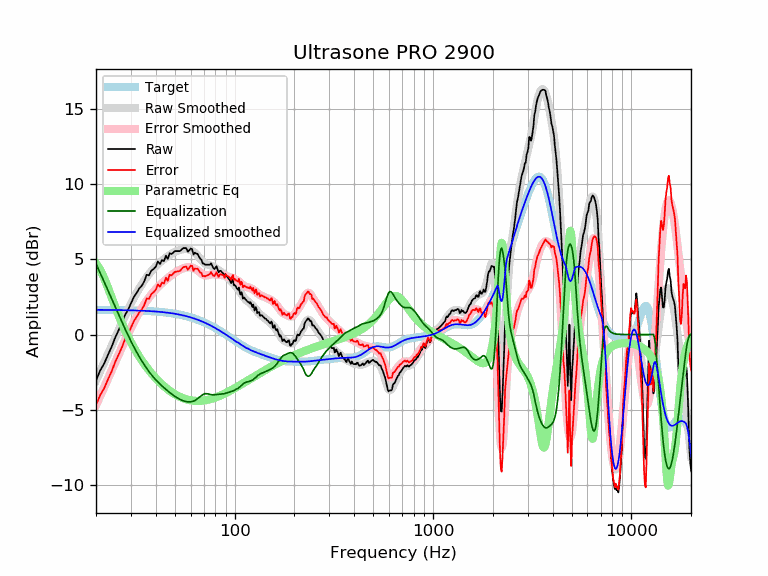 Ultrasone PRO 2900
Target
Raw Smoothed
Error Smoothed
Raw
Error
Parametric Eq
Equalization
Equalized smoothed
15
10
5
0
−5
−10
Amplitude (dBr)
100
1000
10000
Frequency (Hz)